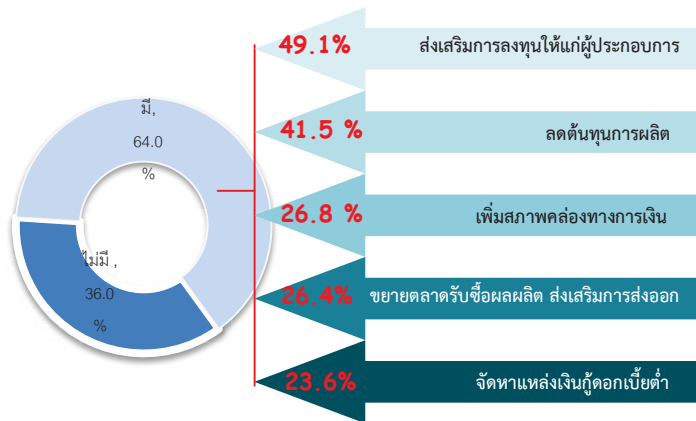 มี,
64.0
%
ไม่มี ,
36.0
%
49.1% ส่งเสริมการลงทุนให้แก่ผู้ประกอบการ
41.5 % ลดต้นทุนการผลิต
26.8 % เพิ่มสภาพคล่องทางการเงิน
26.4% ขยายตลาดรับซื้อผลผลิต ส่งเสริมการส่งออก
23.6% จัดหาแหล่งเงินกู้ดอกเบี้ยต่ำ